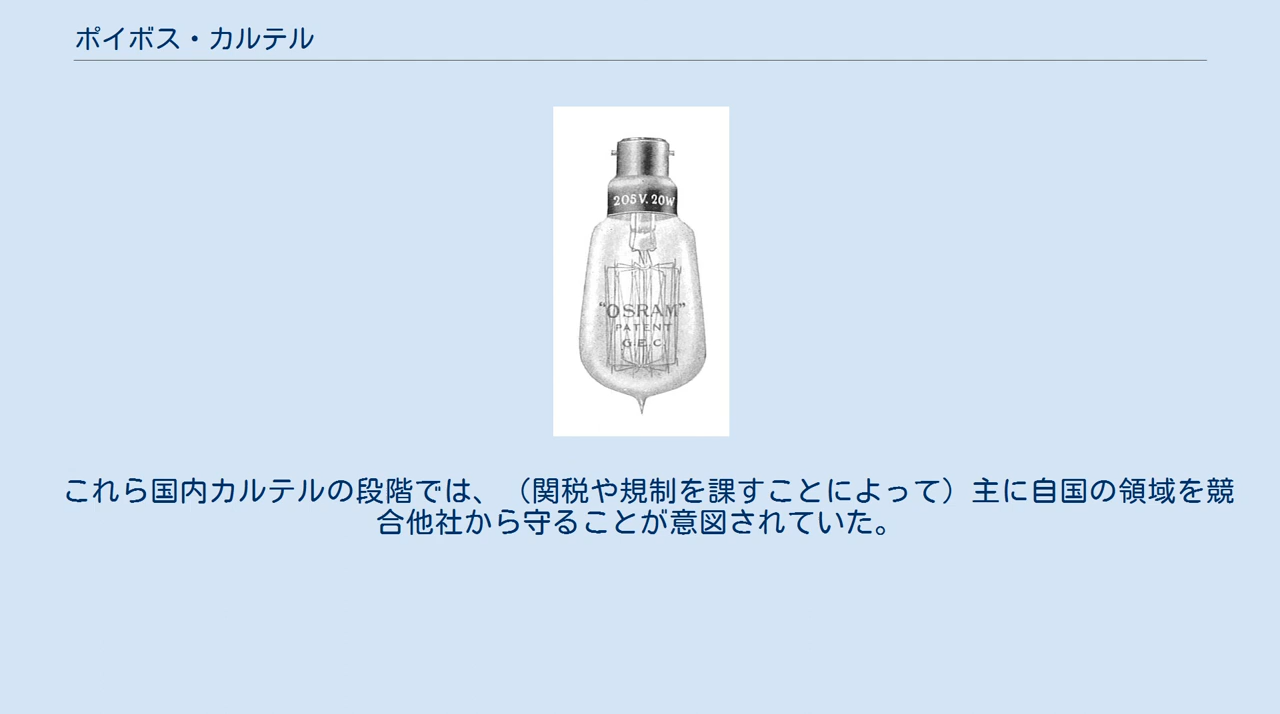 ポイボス・カルテル
205V. 20W
"OSRAM"
PATENT
G.E.C.
これら国内カルテルの段階では、（関税や規制を課すことによって）主に自国の領域を競
合他社から守ることが意図されていた。